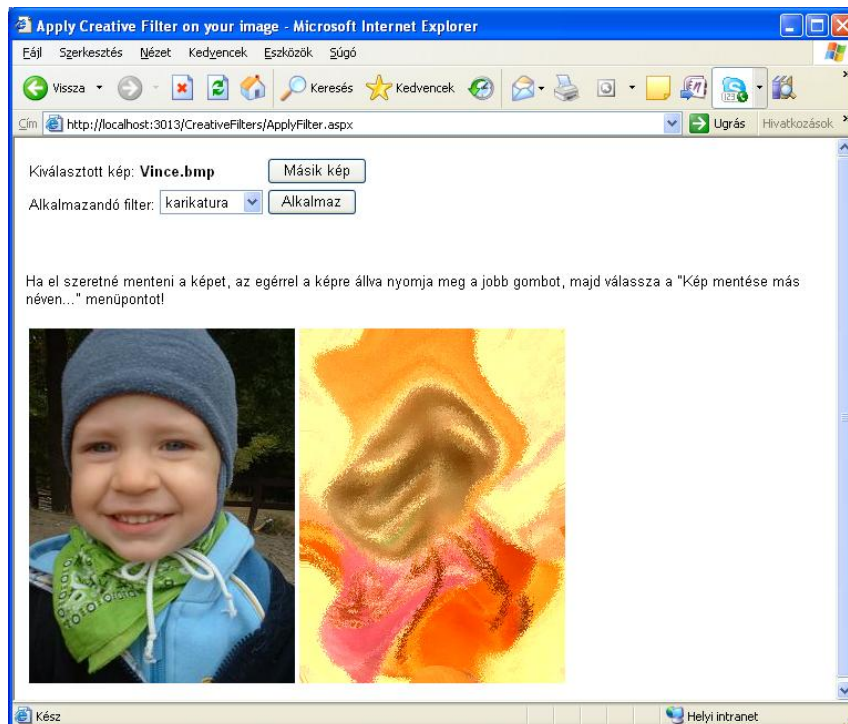 Apply Creative Filter on your image - Microsoft Internet Explorer
Fájl Szerkesztés Nézet Kedvencek Eszközök Súgó
Vissza Keresés Kedvencek
Cím http://localhost:3013/CreativeFilters/ApplyFilter.aspx Ugrás Hivatkozások
Kiválasztott kép: Vince.bmp Másik kép
Alkalmazandó filter: karikatura Alkalmaz
Ha el szeretné menteni a képet, az egérrel a képre állva nyomja meg a jobb gombot, majd válassza a "Kép mentése más
néven..." menüpontot!
Kész Helyi intranet